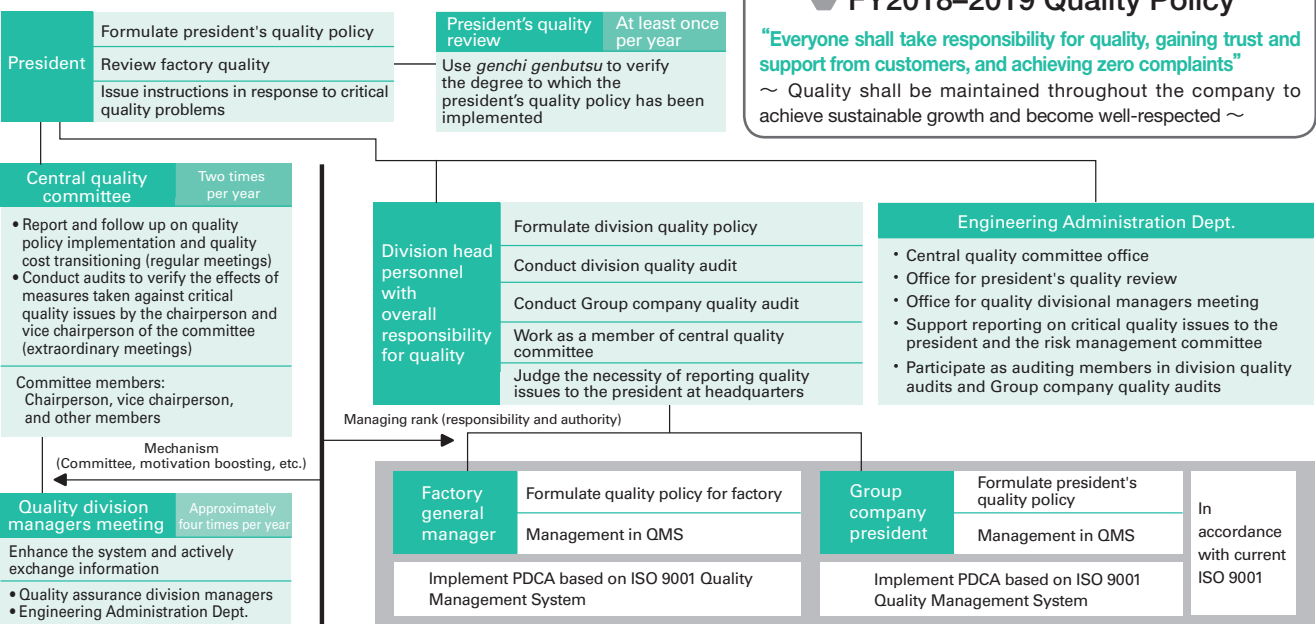 FY2018–2019 Quality Policy
“Everyone shall take responsibility for quality, gaining trust and
support from customers, and achieving zero complaints”
～ Quality shall be maintained throughout the company to
achieve sustainable growth and become well-respected ～
President
Formulate president's quality policy
Review factory quality
Issue instructions in response to critical
quality problems
President’s quality
review
At least once
per year
Use genchi genbutsu to verify
the degree to which the
president’s quality policy has been
implemented
Central quality
committee
Two times
per year
• Report and follow up on quality
policy implementation and quality
cost transitioning (regular meetings)
• Conduct audits to verify the effects of
measures taken against critical
quality issues by the chairperson and
vice chairperson of the committee
(extraordinary meetings)
Committee members:
Chairperson, vice chairperson,
and other members
Division head
personnel
with
overall
responsibility
for quality
Formulate division quality policy
Conduct division quality audit
Conduct Group company quality audit
Work as a member of central quality
committee
Judge the necessity of reporting quality
issues to the president at headquarters
Engineering Administration Dept.
・ Central quality committee office
・ Office for president's quality review
・ Office for quality divisional managers meeting
・ Support reporting on critical quality issues to the
president and the risk management committee
・ Participate as auditing members in division quality
audits and Group company quality audits
Managing rank (responsibility and authority)
Mechanism
(Committee, motivation boosting, etc.)
Quality division
managers meeting
Approximately
four times per year
Enhance the system and actively
exchange information
• Quality assurance division managers
• Engineering Administration Dept.
Factory
general
manager
Formulate quality policy for factory
Management in QMS
Implement PDCA based on ISO 9001 Quality
Management System
Group
company
president
Formulate president's
quality policy
Management in QMS
Implement PDCA based on ISO 9001
Quality Management System
In
accordance
with current
ISO 9001